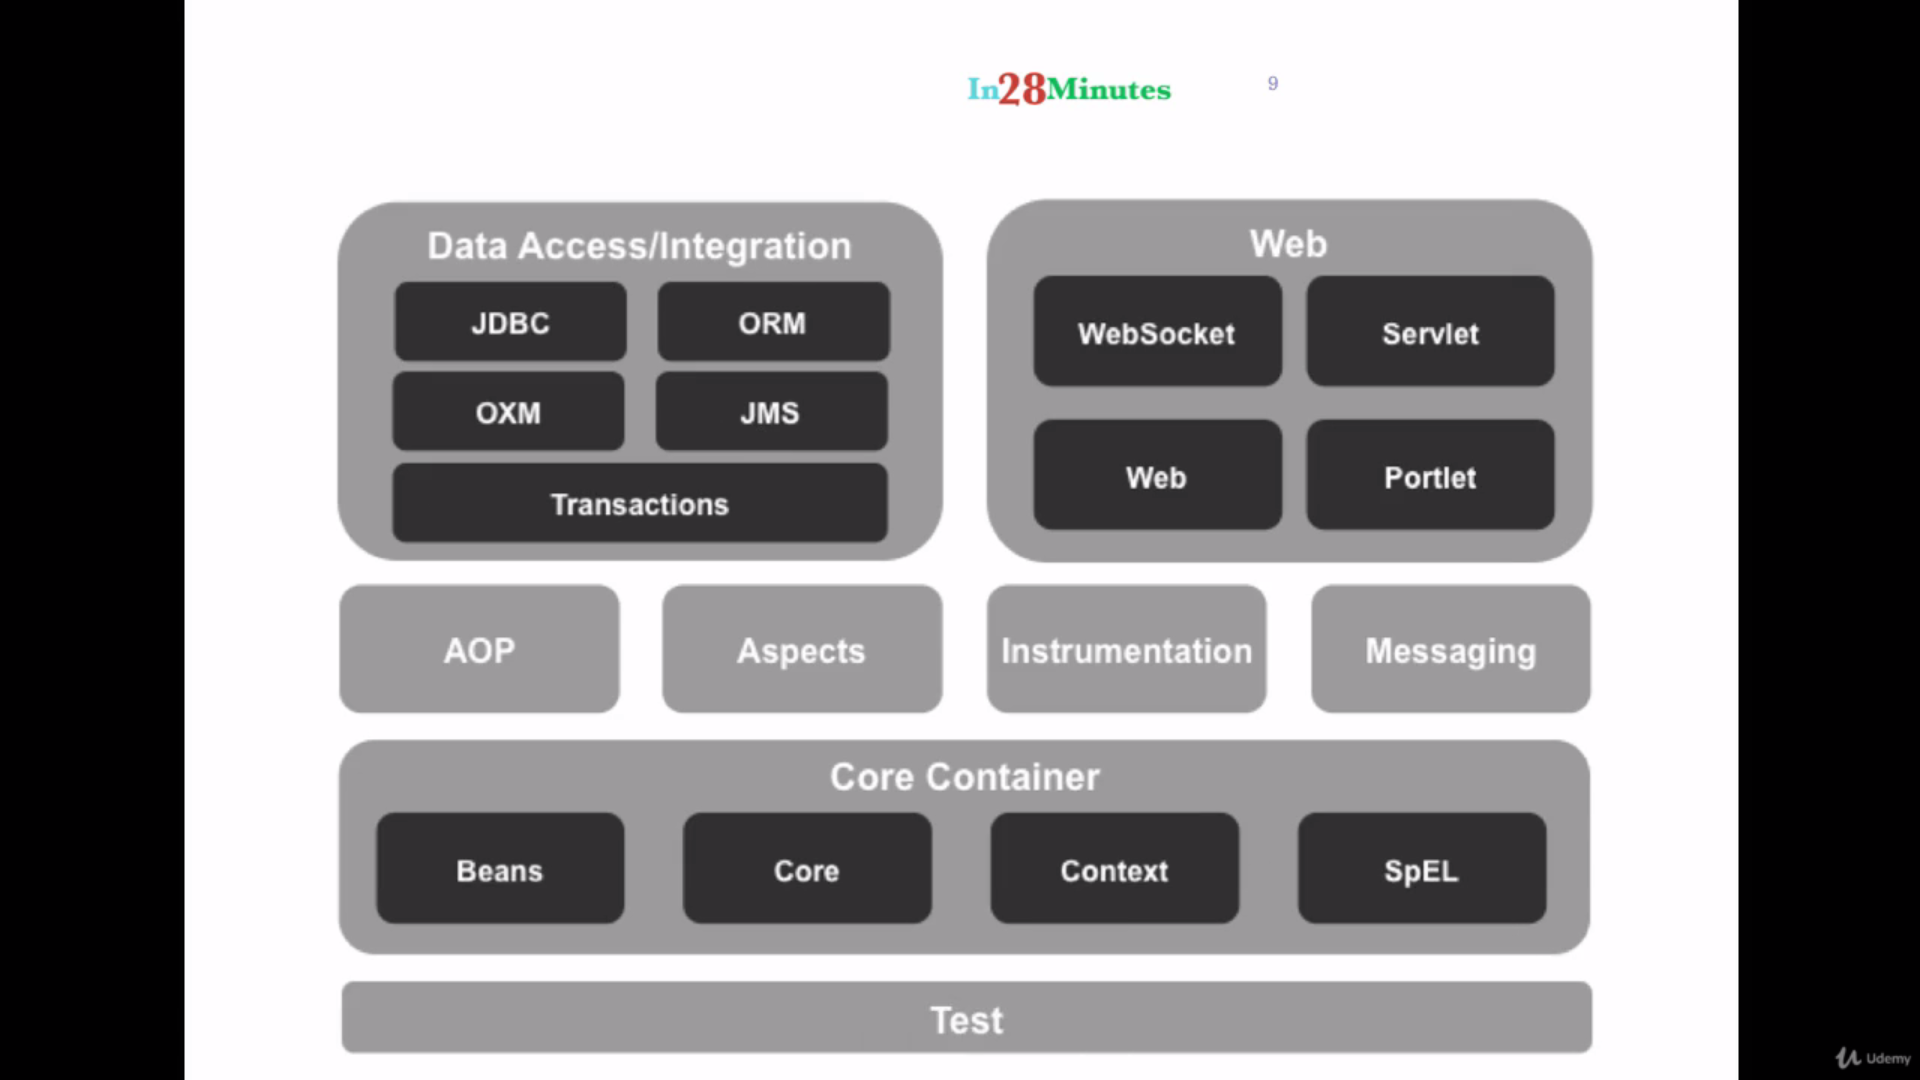 In28Minutes
9
Data Access/Integration
JDBC
ORM
OXM
JMS
Transactions
Web
WebSocket
Servlet
Web
Portlet
AOP
Aspects
Instrumentation
Messaging
Core Container
Beans
Core
Context
SpEL
Test
Udemy